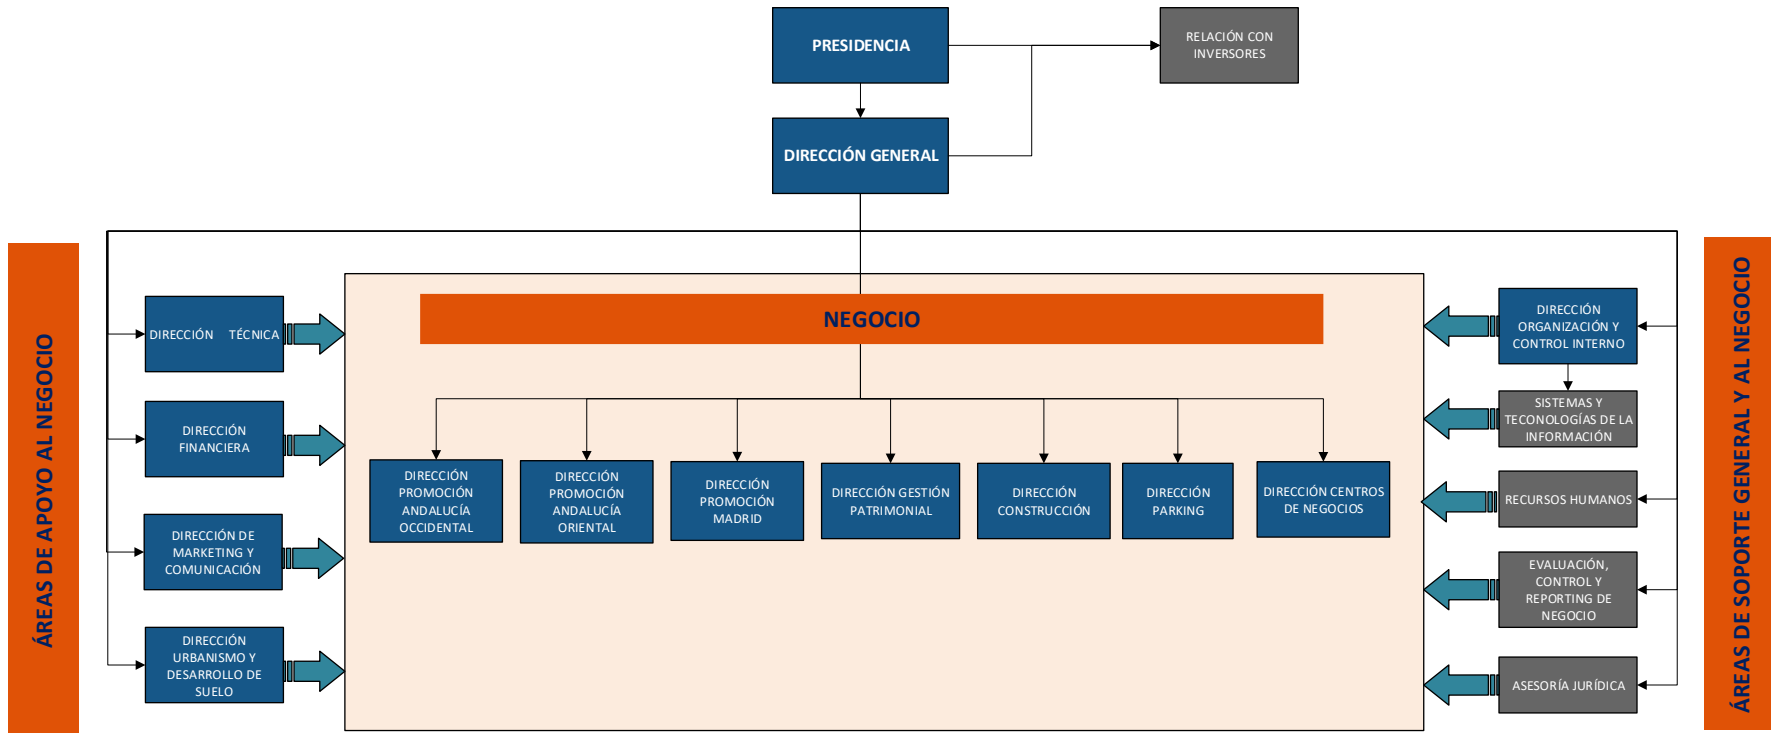 PRESIDENCIA
RELACIÓN CON
INVERSORES
DIRECCIÓN GENERAL
ÁREAS DE APOYO AL NEGOCIO
DIRECCIÓN TÉCNICA
DIRECCIÓN
FINANCIERA
DIRECCIÓN DE
MARKETING Y
COMUNICACIÓN
DIRECCIÓN
URBANISMO Y
DESARROLLO DE
SUELO
NEGOCIO
DIRECCIÓN
PROMOCIÓN
ANDALUCÍA
OCCIDENTAL
DIRECCIÓN
PROMOCIÓN
ANDALUCÍA
ORIENTAL
DIRECCIÓN
PROMOCIÓN
MADRID
DIRECCIÓN GESTIÓN
PATRIMONIAL
DIRECCIÓN
CONSTRUCCIÓN
DIRECCIÓN
PARKING
DIRECCIÓN CENTROS
DE NEGOCIOS
DIRECCIÓN
ORGANIZACIÓN Y
CONTROL INTERNO
SISTEMAS Y
TECONOLOGÍAS DE LA
INFORMACIÓN
RECURSOS HUMANOS
EVALUACIÓN,
CONTROL Y
REPORTING DE
NEGOCIO
ASESORÍA JURÍDICA
ÁREAS DE SOPORTE GENERAL Y AL NEGOCIO